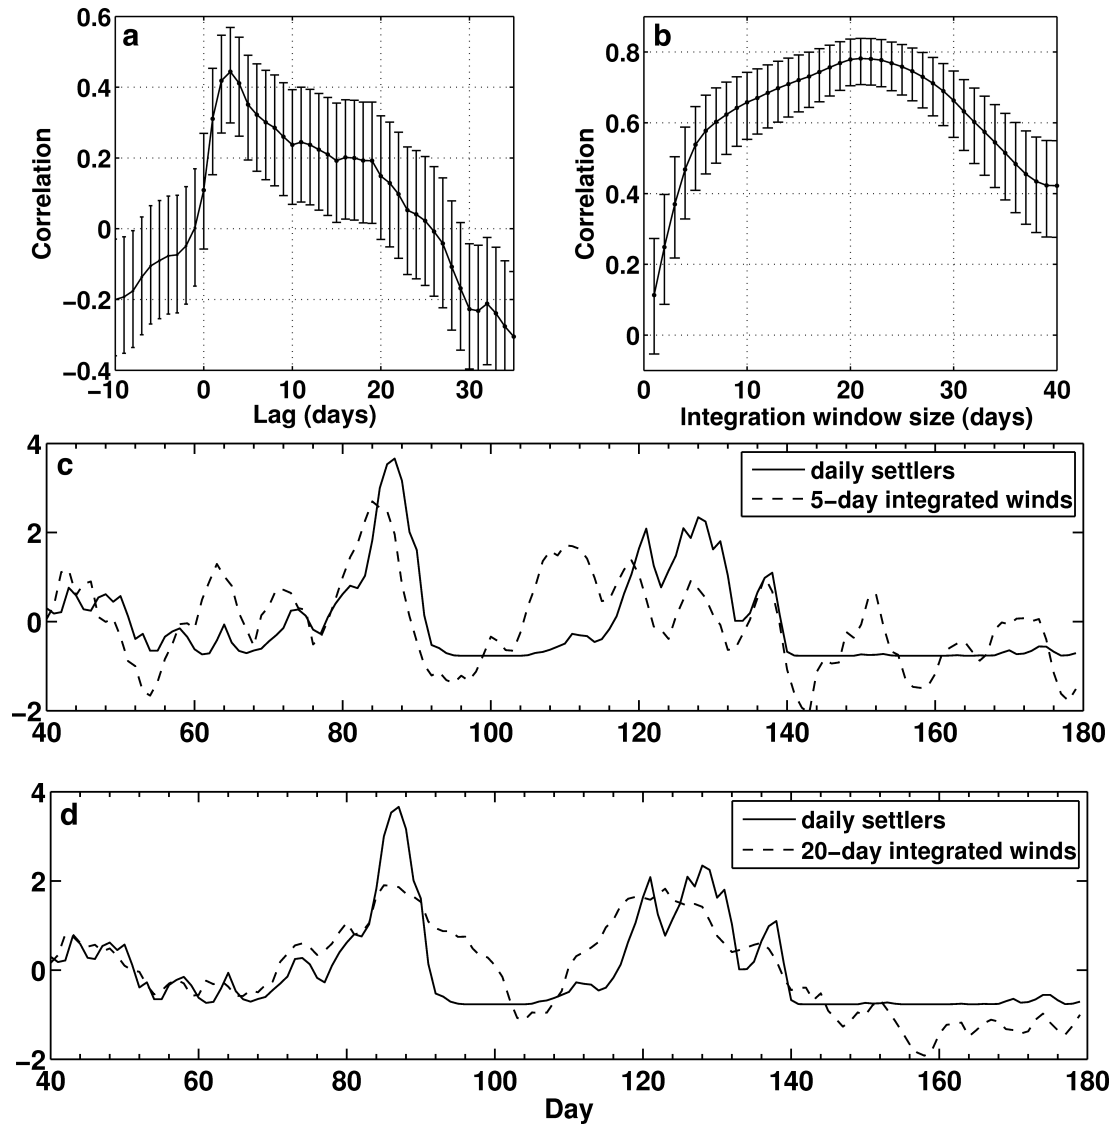 a
0.6
0.4
0.2
0
−0.2
−0.4
Correlation
−10 0 10 20 30
Lag (days)
b
0.8
0.6
0.4
0.2
0
Correlation
0 10 20 30 40
Integration window size (days)
c
4
2
0
−2
daily settlers
5−day integrated winds
40 60 80 100 120 140 160 180
d
4
2
0
−2
daily settlers
20−day integrated winds
40 60 80 100 120 140 160 180
Day